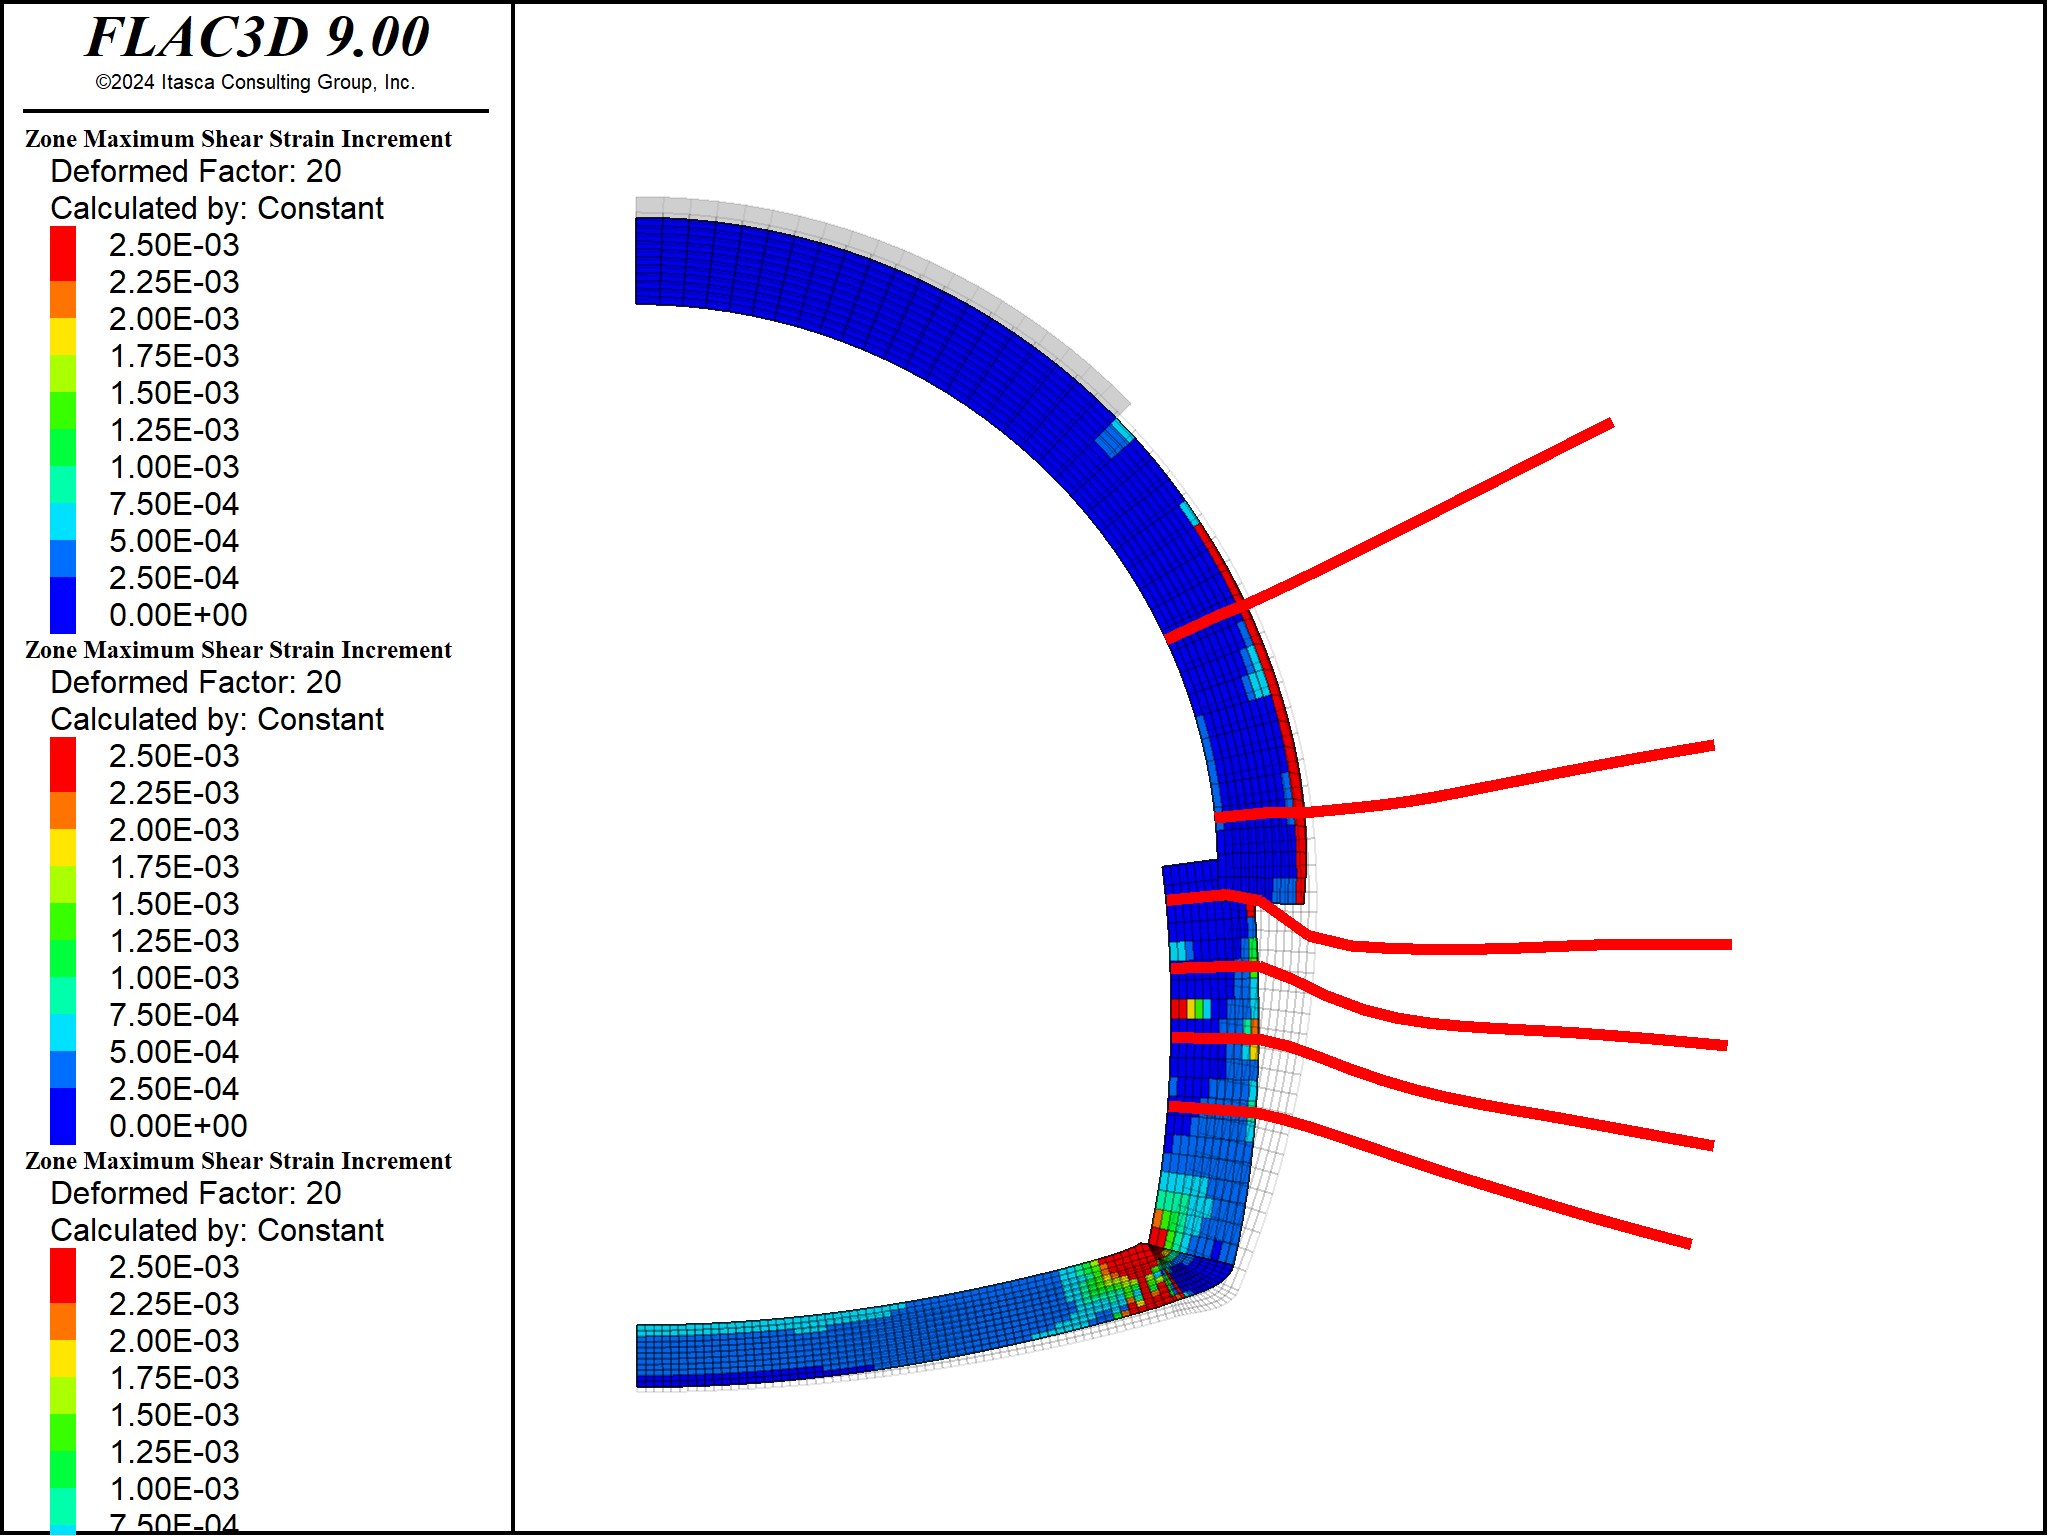 FLAC3D 9.00
©2024 Itasca Consulting Group, Inc.
Zone Maximum Shear Strain Increment
Deformed Factor: 20
Calculated by: Constant
2.50E-03
2.25E-03
2.00E-03
1.75E-03
1.50E-03
1.25E-03
1.00E-03
7.50E-04
5.00E-04
2.50E-04
0.00E+00
Zone Maximum Shear Strain Increment
Deformed Factor: 20
Calculated by: Constant
2.50E-03
2.25E-03
2.00E-03
1.75E-03
1.50E-03
1.25E-03
1.00E-03
7.50E-04
5.00E-04
2.50E-04
0.00E+00
Zone Maximum Shear Strain Increment
Deformed Factor: 20
Calculated by: Constant
2.50E-03
2.25E-03
2.00E-03
1.75E-03
1.50E-03
1.25E-03
1.00E-03
7.50E-04